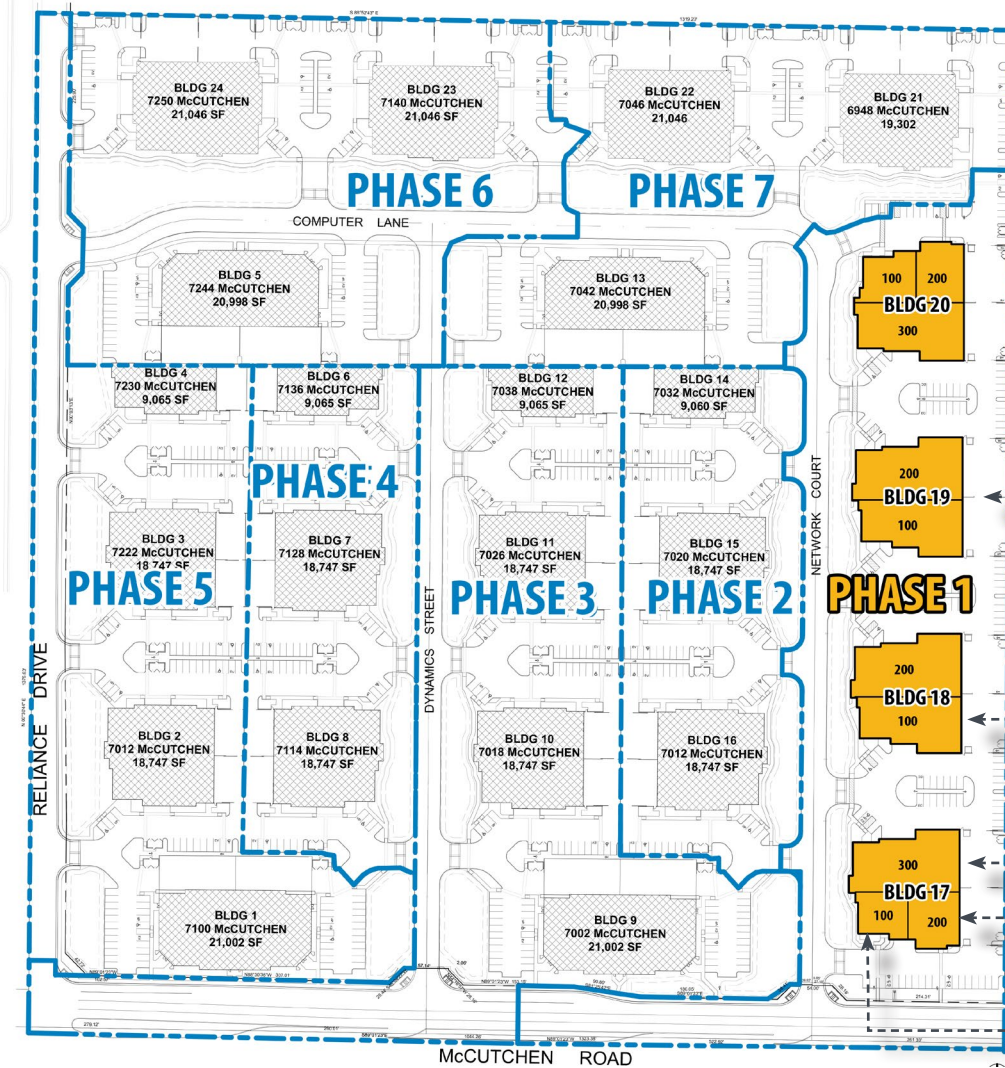 BLDG 24
7250 McCUTCHEN
21,046 SF
BLDG 23
7140 McCUTCHEN
21,046 SF
BLDG 22
7046 McCUTCHEN
21,046
BLDG 21
6948 McCUTCHEN
19,302
PHASE 6
PHASE 7
COMPUTER LANE
BLDG 5
7244 McCUTCHEN
20,998 SF
BLDG 13
7042 McCUTCHEN
20,998 SF
100
200
BLDG 20
300
BLDG 4
7230 McCUTCHEN
9,065 SF
BLDG 6
7136 McCUTCHEN
9,065 SF
BLDG 12
7038 McCUTCHEN
9,065 SF
BLDG 14
7032 McCUTCHEN
9,060 SF
PHASE 4
NETWORK COURT
200
BLDG 19
100
BLDG 3
7222 McCUTCHEN
18,747 SF
BLDG 7
7128 McCUTCHEN
18,747 SF
BLDG 11
7026 McCUTCHEN
18,747 SF
BLDG 15
7020 McCUTCHEN
18,747 SF
PHASE 5
PHASE 3
PHASE 2
PHASE 1
DYNAMICS STREET
RELIANCE DRIVE
200
BLDG 18
100
BLDG 2
7012 McCUTCHEN
18,747 SF
BLDG 8
7114 McCUTCHEN
18,747 SF
BLDG 10
7018 McCUTCHEN
18,747 SF
BLDG 16
7012 McCUTCHEN
18,747 SF
300
BLDG 17
100
200
BLDG 1
7100 McCUTCHEN
21,002 SF
BLDG 9
7002 McCUTCHEN
21,002 SF
McCUTCHEN ROAD